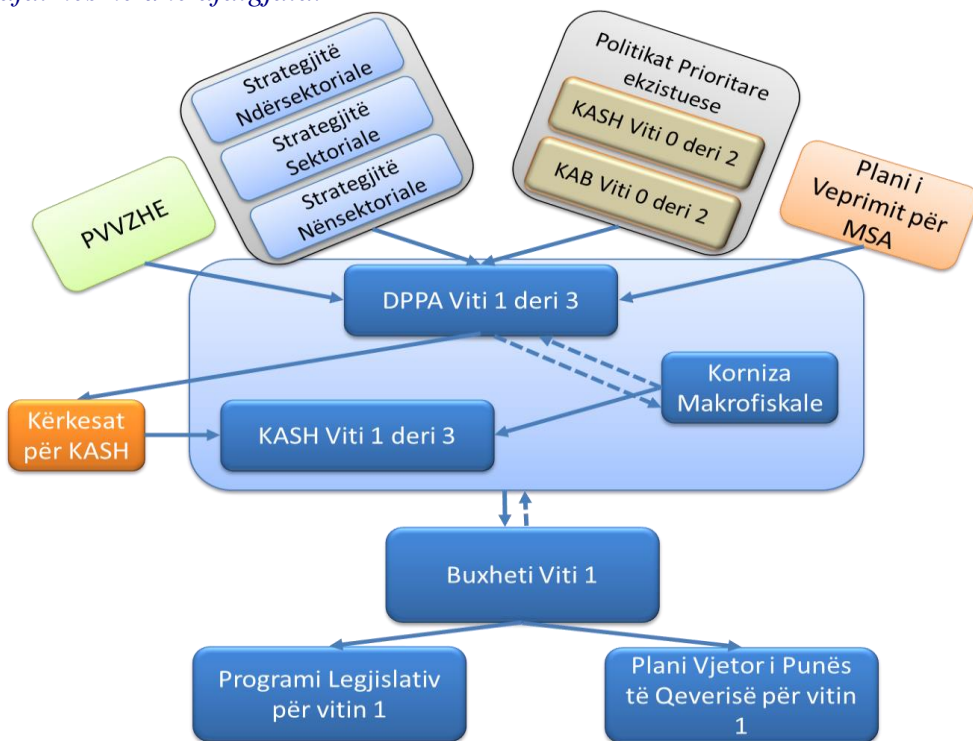 Strategjitë
Ndërsektoriale
Strategjitë
Sektoriale
Strategjitë
Nënsektoriale
Politikat Prioritare
ekzistuese
KASH Viti 0 deri 2
KAB Viti 0 deri 2
PVVZHE
Plani i
Veprimit për
MSA
DPPA Viti 1 deri 3
Korniza
Makrofiskale
Kërkesat
për KASH
KASH Viti 1 deri 3
Buxheti Viti 1
Programi Legjislativ
për vitin 1
Plani Vjetor i Punës
të Qeverisë për vitin
1